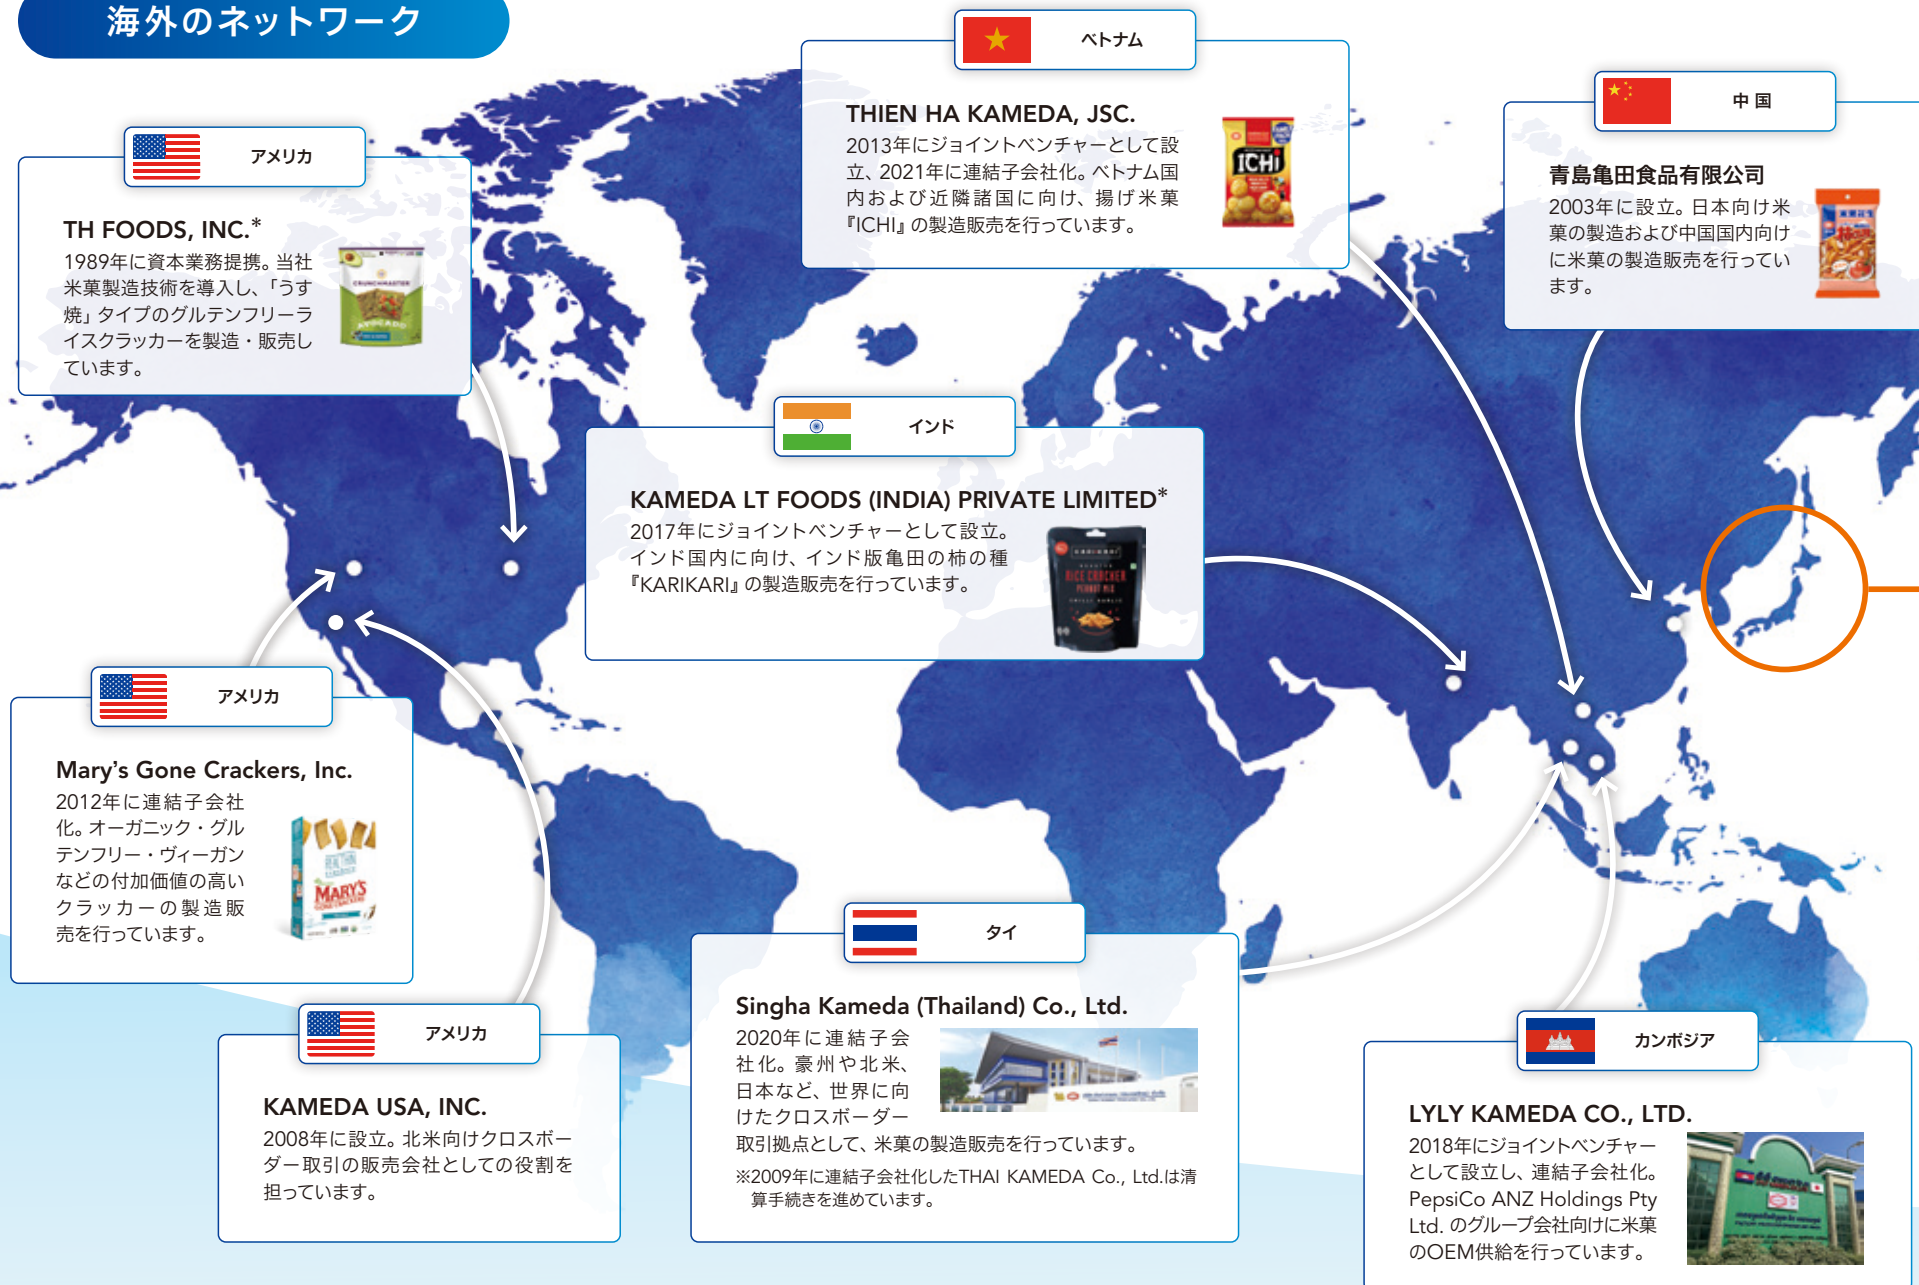 海外のネットワーク
ベトナム
THIEN HA KAMEDA, JSC.
2013年にジョイントベンチャーとして設
立、2021年に連結子会社化。ベトナム国
内および近隣諸国に向け、揚げ米菓
『ICHI』の製造販売を行っています。
ICHi
中国
青島亀田食品有限公司
2003年に設立。日本向け米
菓の製造および中国国内向け
に米菓の製造販売を行ってい
ます。
アメリカ
TH FOODS, INC.*
1989年に資本業務提携。当社
米菓製造技術を導入し、「うす
焼」タイプのグルテンフリーラ
イスクラッカーを製造・販売し
ています。
CRUNCHMASTER
AVOCADO
インド
KAMEDA LT FOODS (INDIA) PRIVATE LIMITED*
2017年にジョイントベンチャーとして設立。
インド国内に向け、インド版亀田の柿の種
『KARIKARI』の製造販売を行っています。
KARIKARI
RICE CRACKER
PEANUT MIX
CHILLI GARLIC
アメリカ
Mary's Gone Crackers, Inc.
2012年に連結子会社
化。オーガニック・グル
テンフリー・ヴィーガン
などの付加価値の高い
クラッカーの製造販
売を行っています。
REAL THIN
MARY'S
GONE CRACKERS
アメリカ
KAMEDA USA, INC.
2008年に設立。北米向けクロスボー
ダー取引の販売会社としての役割を
担っています。
タイ
Singha Kameda (Thailand) Co., Ltd.
2020年に連結子会
社化。豪州や北米、
日本など、世界に向
けたクロスボーダー
取引拠点として、米菓の製造販売を行っています。
※2009年に連結子会社化したTHAI KAMEDA Co., Ltd.は清
算手続きを進めています。
カンボジア
LYLY KAMEDA CO., LTD.
2018年にジョイントベンチャー
として設立し、連結子会社化。
PepsiCo ANZ Holdings Pty
Ltd. のグループ会社向けに米菓
のOEM供給を行っています。